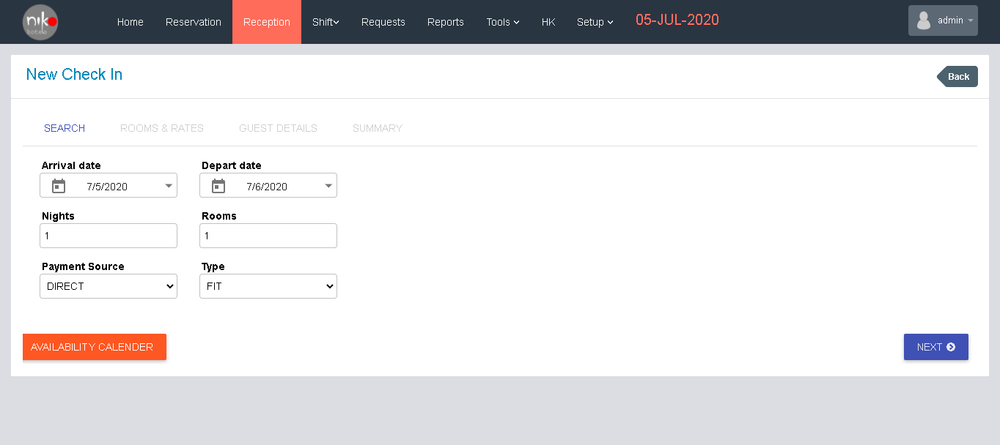 niko
hotels
Home Reservation Reception Shift Requests Reports Tools HK Setup 05-JUL-2020 admin
New Check In
Back
SEARCH ROOMS & RATES GUEST DETAILS SUMMARY
Arrival date Depart date
7/5/2020 7/6/2020
Nights Rooms
1 1
Payment Source Type
DIRECT FIT
AVAILABILITY CALENDER NEXT